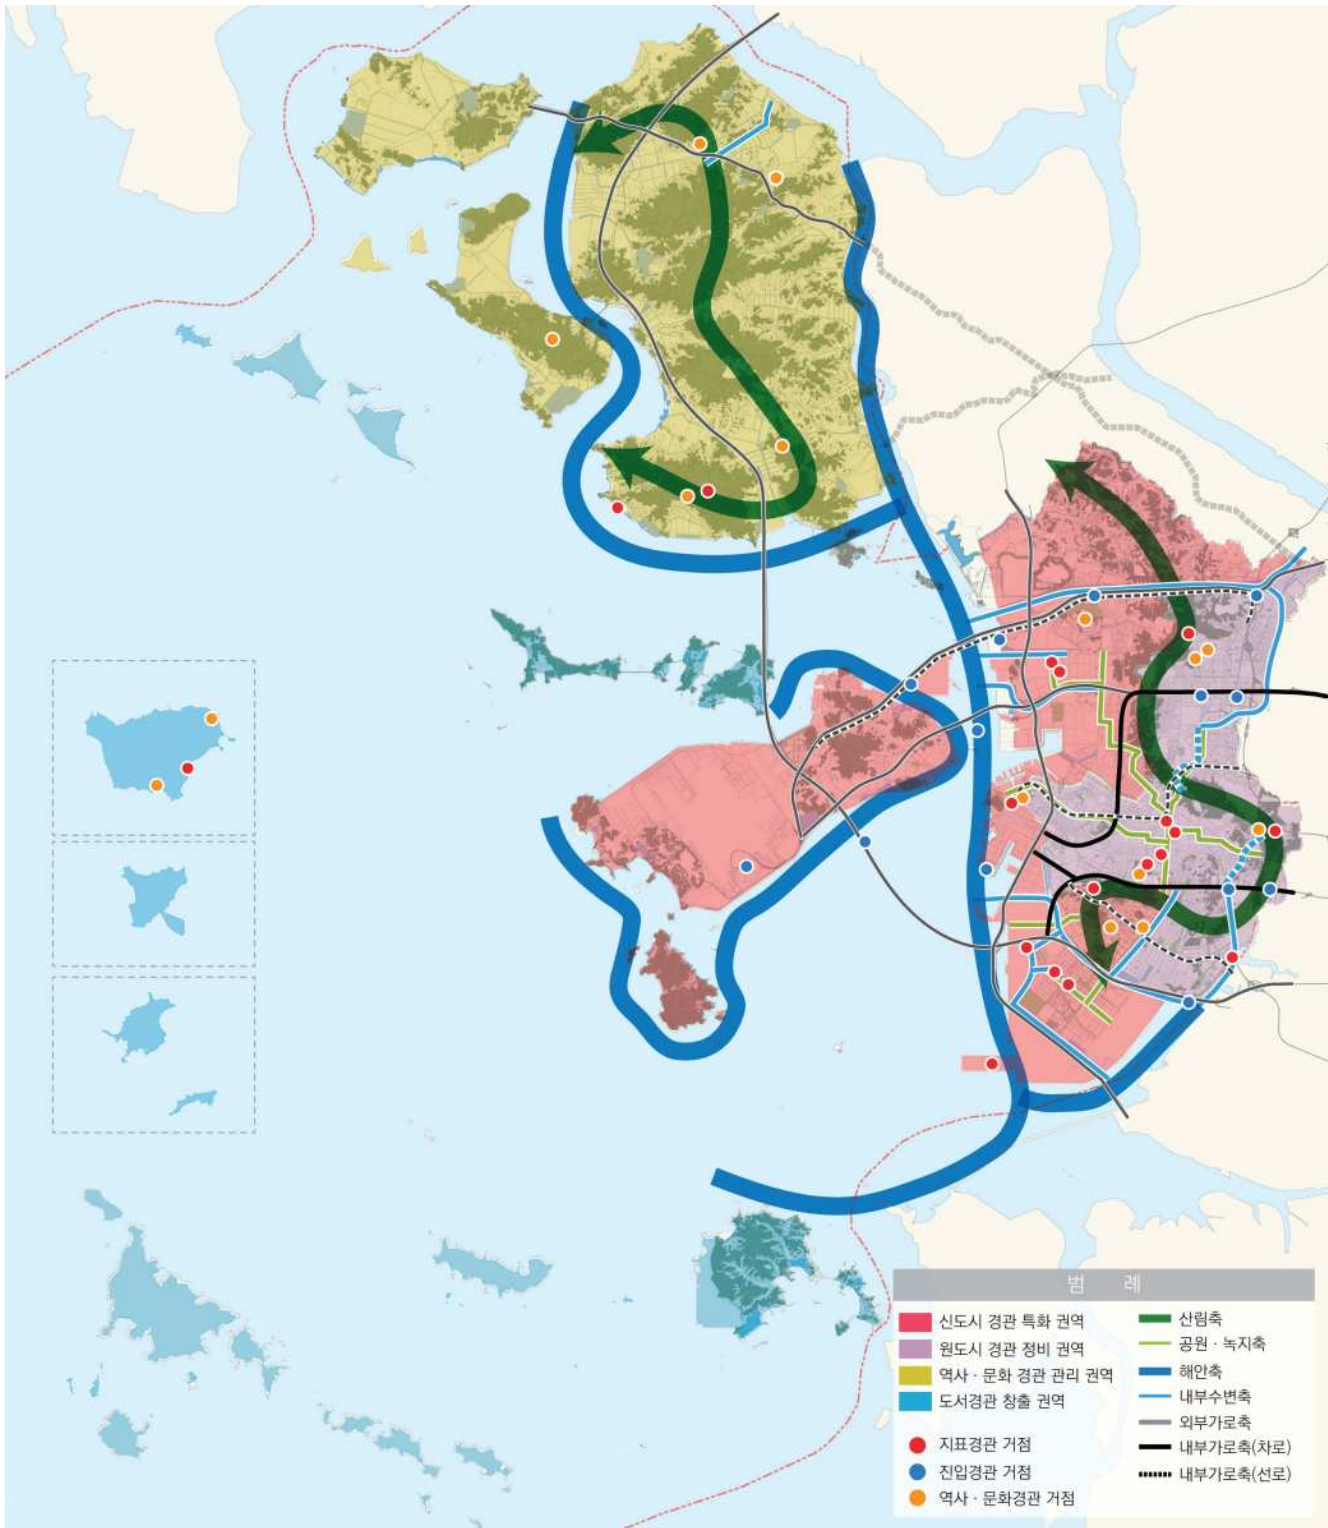 범 례
신도시 경관 특화 권역
원도시 경관 정비 권역
역사 · 문화 경관 관리 권역
도서경관 창출 권역
지표경관 거점
진입경관 거점
역사 · 문화경관 거점
산림축
공원 · 녹지축
해안축
내부수변축
외부가로축
내부가로축(차로)
내부가로축(선로)